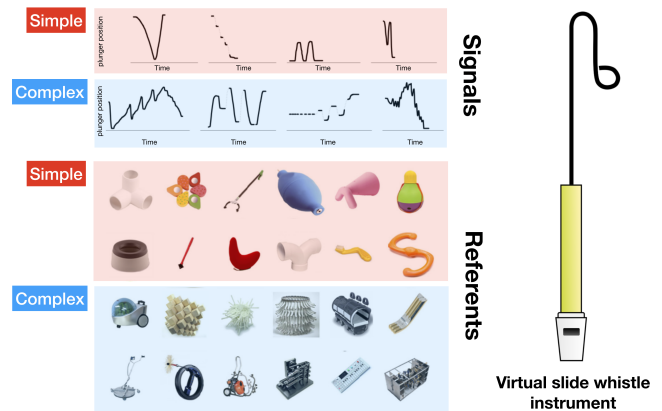 Simple
plunger position
Time
Time
Time
Time
Signals
Complex
plunger position
Time
Time
Time
Time
Simple
Referents
Complex
Virtual slide whistle
instrument